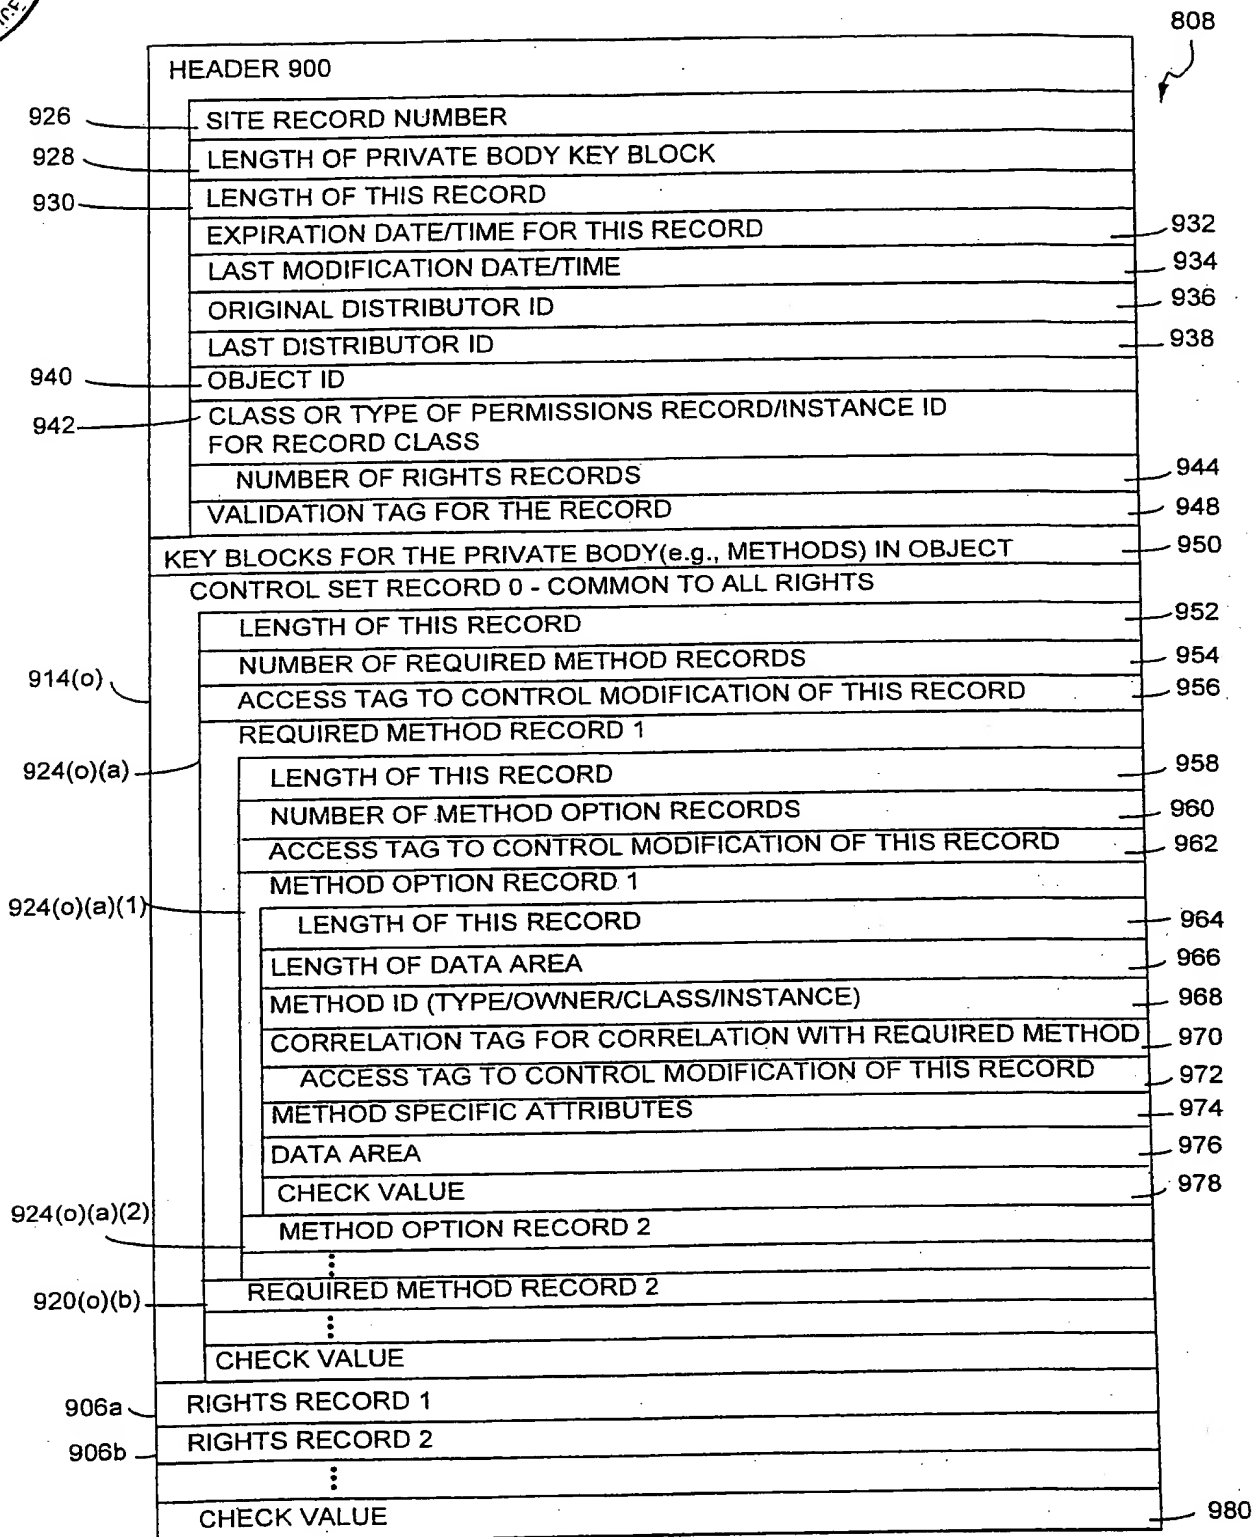 808
HEADER 900
926 SITE RECORD NUMBER
928 LENGTH OF PRIVATE BODY KEY BLOCK
930 LENGTH OF THIS RECORD
EXPIRATION DATE/TIME FOR THIS RECORD 932
LAST MODIFICATION DATE/TIME 934
ORIGINAL DISTRIBUTOR ID 936
LAST DISTRIBUTOR ID 938
940 OBJECT ID
942 CLASS OR TYPE OF PERMISSIONS RECORD/INSTANCE ID
FOR RECORD CLASS
NUMBER OF RIGHTS RECORDS 944
VALIDATION TAG FOR THE RECORD 948
KEY BLOCKS FOR THE PRIVATE BODY(e.g., METHODS) IN OBJECT 950
CONTROL SET RECORD 0 - COMMON TO ALL RIGHTS
LENGTH OF THIS RECORD 952
NUMBER OF REQUIRED METHOD RECORDS 954
914(o) ACCESS TAG TO CONTROL MODIFICATION OF THIS RECORD 956
REQUIRED METHOD RECORD 1
924(o)(a) LENGTH OF THIS RECORD 958
NUMBER OF METHOD OPTION RECORDS 960
ACCESS TAG TO CONTROL MODIFICATION OF THIS RECORD 962
METHOD OPTION RECORD 1
924(o)(a)(1) LENGTH OF THIS RECORD 964
LENGTH OF DATA AREA 966
METHOD ID (TYPE/OWNER/CLASS/INSTANCE) 968
CORRELATION TAG FOR CORRELATION WITH REQUIRED METHOD 970
ACCESS TAG TO CONTROL MODIFICATION OF THIS RECORD 972
METHOD SPECIFIC ATTRIBUTES 974
DATA AREA 976
CHECK VALUE 978
924(o)(a)(2) METHOD OPTION RECORD 2
920(o)(b) REQUIRED METHOD RECORD 2
CHECK VALUE
906a RIGHTS RECORD 1
906b RIGHTS RECORD 2
CHECK VALUE 980